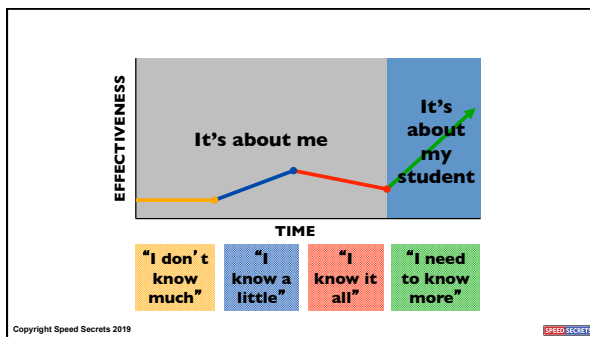 EFFECTIVENESS
It's about me
It's
about
my
student
TIME
"I don't
know
much"
"I
know a
little"
"I
know it
all"
"I need
to know
more"
Copyright Speed Secrets 2019
SPEED SECRETS